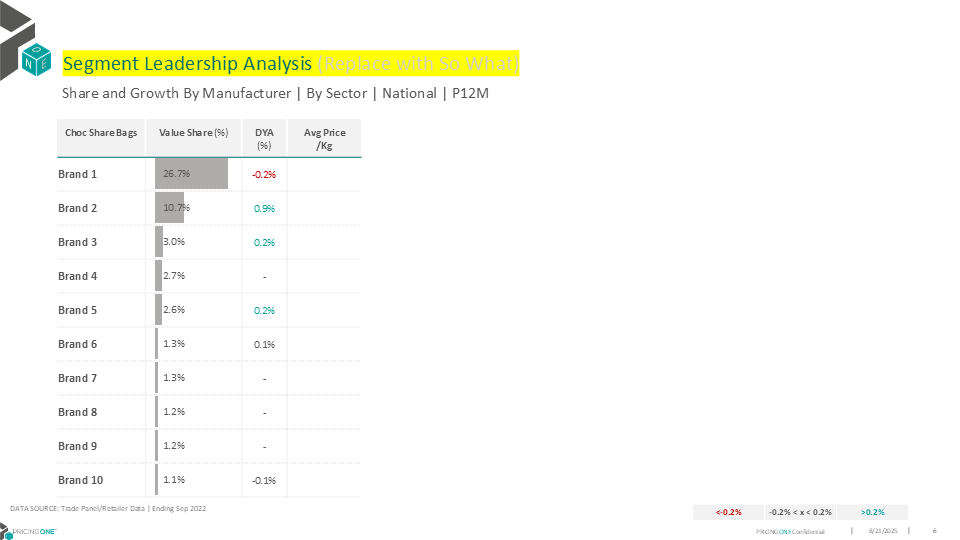 Segment Leadership Analysis (Replace with So What)
Share and Growth By Manufacturer | By Sector | National | P12M
Choc Share Bags Value Share (%) DYA (%) Avg Price /Kg
Brand 1 26.7% -0.2%
Brand 2 10.7% 0.9%
Brand 3 3.0% 0.2%
Brand 4 2.7% -
Brand 5 2.6% 0.2%
Brand 6 1.3% 0.1%
Brand 7 1.3% -
Brand 8 1.2% -
Brand 9 1.2% -
Brand 10 1.1% -0.1%
DATA SOURCE: Trade Panel/Retailer Data | Ending Sep 2022
<-0.2% -0.2% < x < 0.2% >0.2%
PRICINGONE™ PRICINGONE Confidential | 8/21/2025 | 6
O
N E